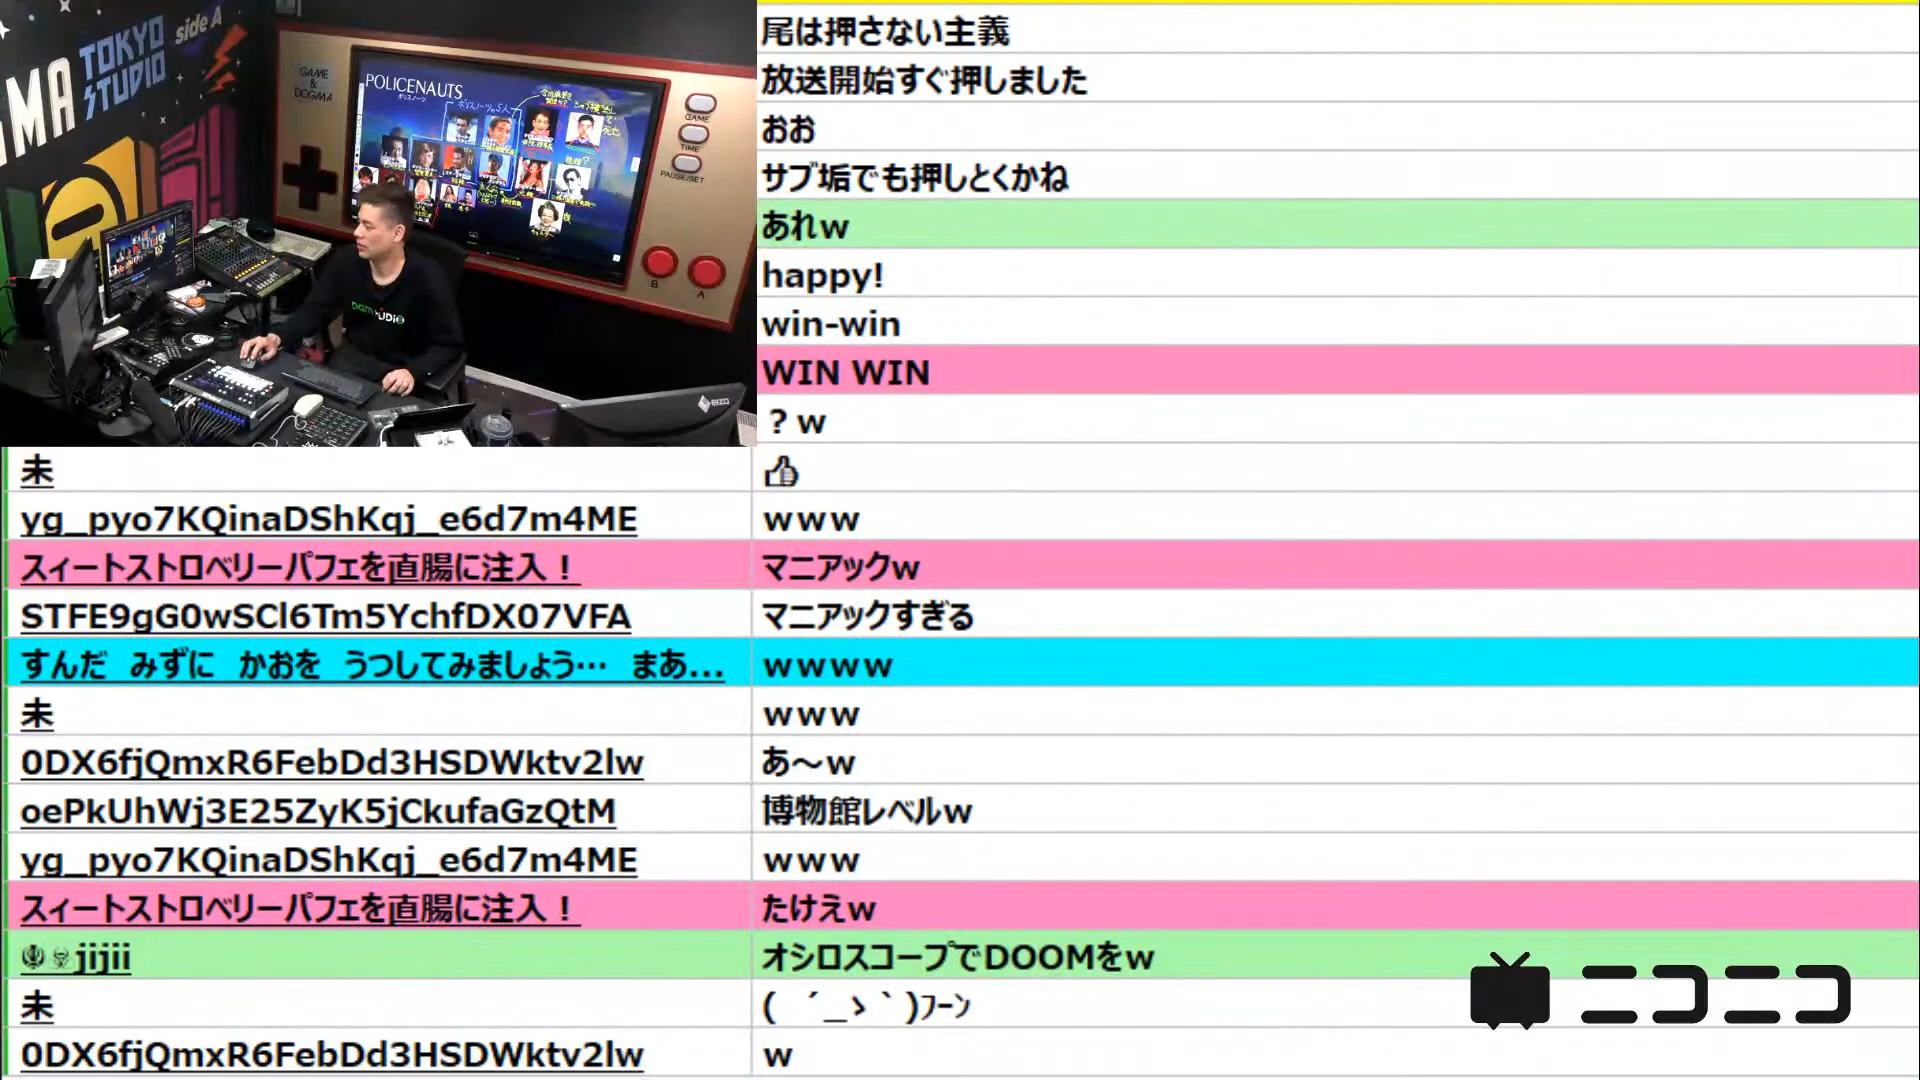 MA TOKYO STUDIO side A
GAME & DOGMA
POLICENAUTS
ポリスノーツ
GAME
TIME
PAUSE/SET
B
A
EIZO
尾は押さない主義
放送開始すぐ押しました
おお
サブ垢でも押しとくかね
あれw
happy!
win-win
WIN WIN
？w
未 👍
yg_pyo7KQinaDShKqj_e6d7m4ME ｗｗｗ
スィートストロベリーパフェを直腸に注入！ マニアックw
STFE9gG0wSCl6Tm5YchfDX07VFA マニアックすぎる
すんだ　みずに　かおを　うつしてみましょう…　まあ... ｗｗｗｗ
未 ｗｗｗ
0DX6fjQmxR6FebDd3HSDWktv2lw あ～w
oePkUhWj3E25ZyK5jCkufaGzQtM 博物館レベルw
yg_pyo7KQinaDShKqj_e6d7m4ME ｗｗｗ
スィートストロベリーパフェを直腸に注入！ たけえw
jijii オシロスコープでDOOMをw
未 (　´_ゝ｀)ﾌｰﾝ
0DX6fjQmxR6FebDd3HSDWktv2lw w
ニコニコ